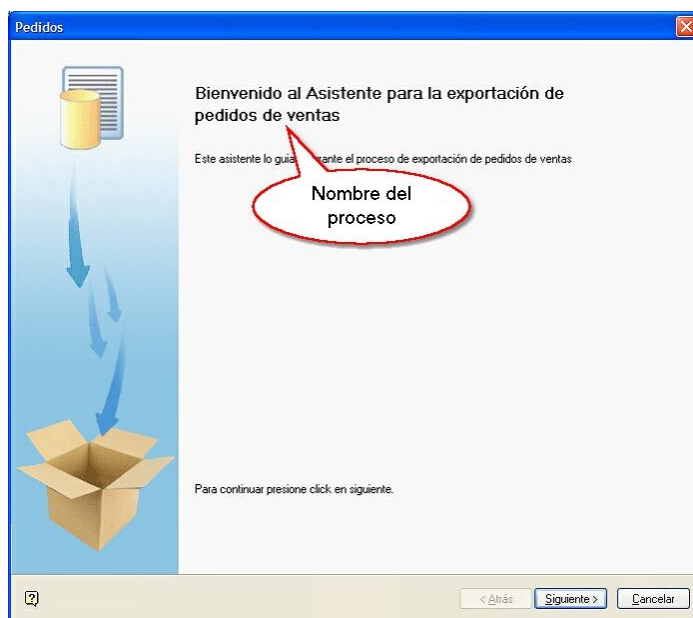 Pedidos
Bienvenido al Asistente para la exportación de
pedidos de ventas
Este asistente lo guia rante el proceso de exportación de pedidos de ventas
Nombre del
proceso
Para continuar presione click en siguiente.
< Atrás Siguiente > Cancelar